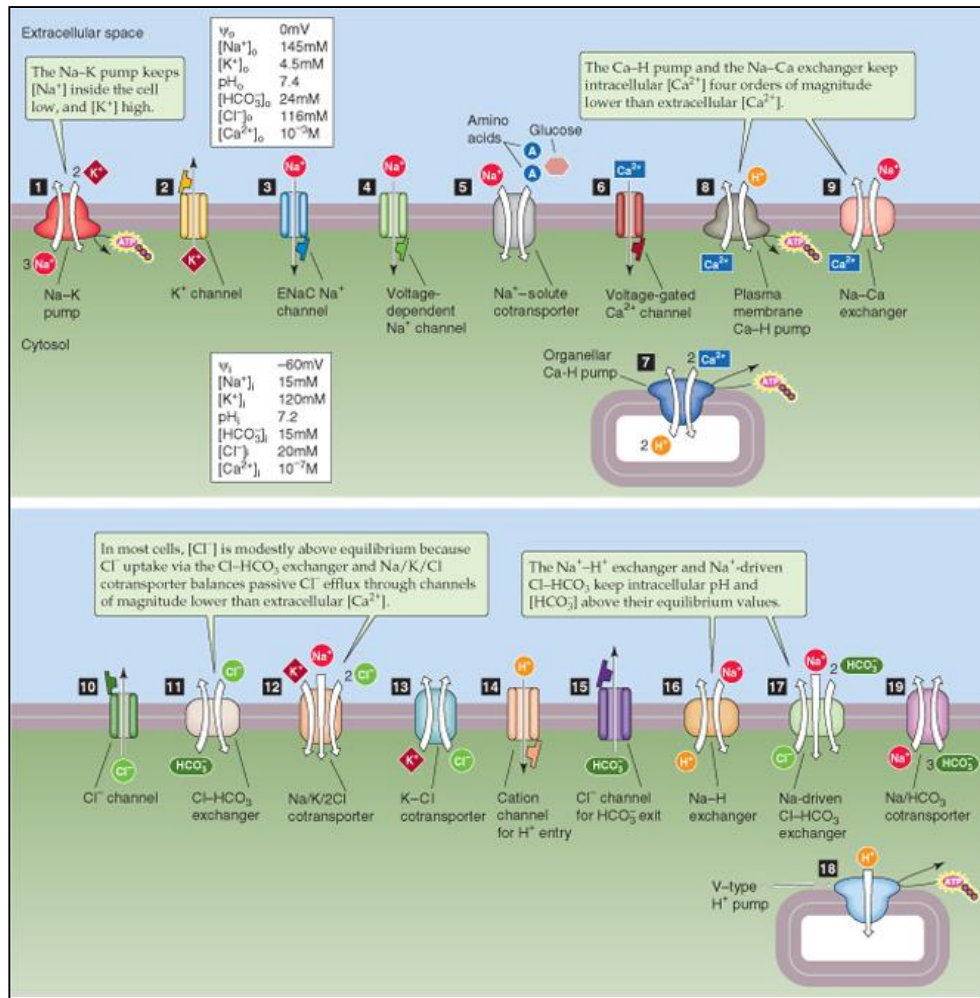 Extracellular space
The Na–K pump keeps
[Na⁺] inside the cell
low, and [K⁺] high.
ψₒ 0mV
[Na⁺]ₒ 145mM
[K⁺]ₒ 4.5mM
pHₒ 7.4
[HCO₃⁻]ₒ 24mM
[Cl⁻]ₒ 116mM
[Ca²⁺]ₒ 10⁻³M
The Ca–H pump and the Na–Ca exchanger keep
intracellular [Ca²⁺] four orders of magnitude
lower than extracellular [Ca²⁺].
Amino
acids
Glucose
A
A
1
2 K⁺
3 Na⁺
ATP
Na–K
pump
2
K⁺
K⁺ channel
3
Na⁺
ENaC Na⁺
channel
4
Na⁺
Voltage-
dependent
Na⁺ channel
5
Na⁺
Na⁺–solute
cotransporter
6
Ca²⁺
Voltage-gated
Ca²⁺ channel
8
H⁺
Ca²⁺
ATP
Plasma
membrane
Ca–H pump
9
Na⁺
Ca²⁺
Na–Ca
exchanger
Cytosol
ψᵢ –60mV
[Na⁺]ᵢ 15mM
[K⁺]ᵢ 120mM
pHᵢ 7.2
[HCO₃⁻]ᵢ 15mM
[Cl⁻]ᵢ 20mM
[Ca²⁺]ᵢ 10⁻⁷M
Organellar
Ca-H pump
7
2 Ca²⁺
ATP
2 H⁺
In most cells, [Cl⁻] is modestly above equilibrium because
Cl⁻ uptake via the Cl–HCO₃ exchanger and Na/K/Cl
cotransporter balances passive Cl⁻ efflux through channels
of magnitude lower than extracellular [Ca²⁺].
The Na⁺–H⁺ exchanger and Na⁺-driven
Cl–HCO₃ keep intracellular pH and
[HCO₃⁻] above their equilibrium values.
10
Cl⁻
Cl⁻ channel
11
Cl⁻
HCO₃⁻
Cl–HCO₃
exchanger
12
K⁺
Na⁺
2 Cl⁻
Na/K/2Cl
cotransporter
13
K⁺
Cl⁻
K–Cl
cotransporter
14
H⁺
Cation
channel
for H⁺ entry
15
HCO₃⁻
Cl⁻ channel
for HCO₃⁻ exit
16
Na⁺
H⁺
Na–H
exchanger
17
Na⁺
2 HCO₃⁻
Cl⁻
Na-driven
Cl–HCO₃
exchanger
19
Na⁺
3 HCO₃⁻
Na/HCO₃
cotransporter
18
H⁺
ATP
V–type
H⁺ pump